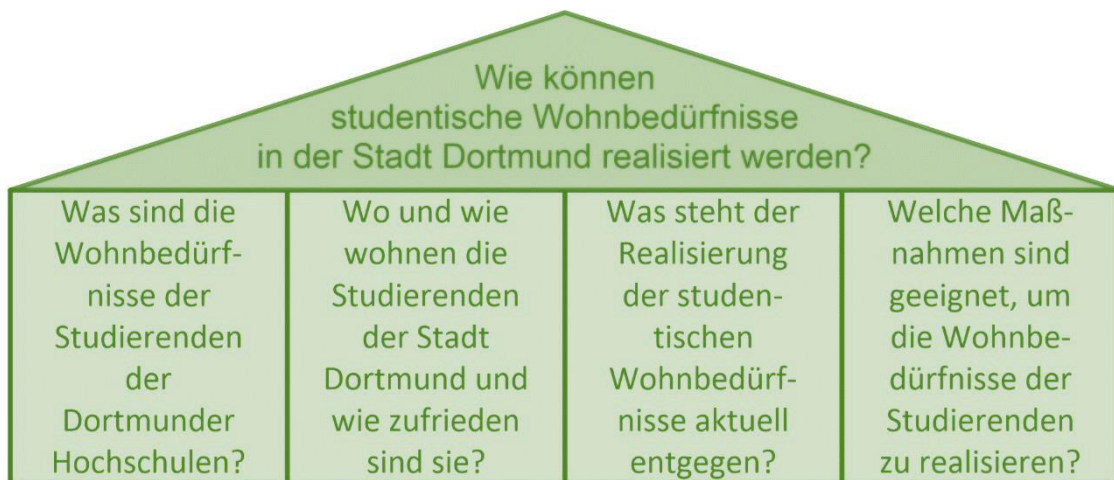 Wie können
studentische Wohnbedürfnisse
in der Stadt Dortmund realisiert werden?
Was sind die
Wohnbedürf-
nisse der
Studierenden
der
Dortmunder
Hochschulen?
Wo und wie
wohnen die
Studierenden
der Stadt
Dortmund und
wie zufrieden
sind sie?
Was steht der
Realisierung
der studen-
tischen
Wohnbedürf-
nisse aktuell
entgegen?
Welche Maß-
nahmen sind
geeignet, um
die Wohnbe-
dürfnisse der
Studierenden
zu realisieren?